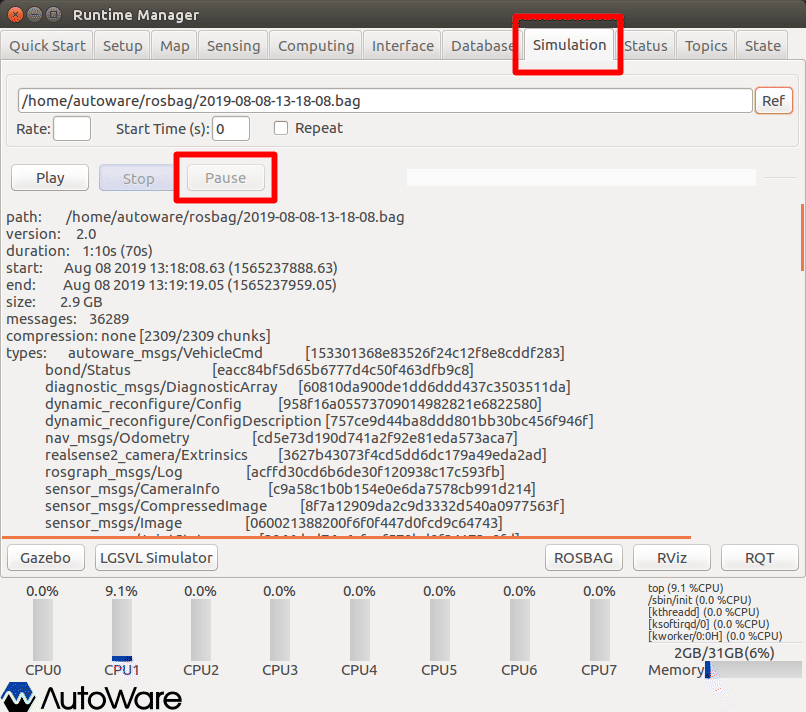 Runtime Manager
Quick Start Setup Map Sensing Computing Interface Database Simulation Status Topics State
/home/autoware/rosbag/2019-08-08-13-18-08.bag Ref
Rate: Start Time (s): 0 Repeat
Play Stop Pause
path: /home/autoware/rosbag/2019-08-08-13-18-08.bag
version: 2.0
duration: 1:10s (70s)
start: Aug 08 2019 13:18:08.63 (1565237888.63)
end: Aug 08 2019 13:19:19.05 (1565237959.05)
size: 2.9 GB
messages: 36289
compression: none [2309/2309 chunks]
types: autoware_msgs/VehicleCmd [153301368e83526f24c12f8e8cddf283]
bond/Status [eacc84bf5d65b6777d4c50f463dfb9c8]
diagnostic_msgs/DiagnosticArray [60810da900de1dd6ddd437c3503511da]
dynamic_reconfigure/Config [958f16a05573709014982821e6822580]
dynamic_reconfigure/ConfigDescription [757ce9d44ba8ddd801bb30bc456f946f]
nav_msgs/Odometry [cd5e73d190d741a2f92e81eda573aca7]
realsense2_camera/Extrinsics [3627b43073f4cd5dd6dc179a49eda2ad]
rosgraph_msgs/Log [acffd30cd6b6de30f120938c17c593fb]
sensor_msgs/CameraInfo [c9a58c1b0b154e0e6da7578cb991d214]
sensor_msgs/CompressedImage [8f7a12909da2c9d3332d540a0977563f]
sensor_msgs/Image [060021388200f6f0f447d0fcd9c64743]
Gazebo LGSVL Simulator ROSBAG RViz RQT
0.0% 9.1% 0.0% 0.0% 0.0% 0.0% 0.0% 0.0%
CPU0 CPU1 CPU2 CPU3 CPU4 CPU5 CPU6 CPU7
top (9.1 %CPU)
/sbin/init (0.0 %CPU)
[kthreadd] (0.0 %CPU)
[ksoftirqd/0] (0.0 %CPU)
[kworker/0:0H] (0.0 %CPU)
2GB/31GB(6%)
Memory
AutoWare